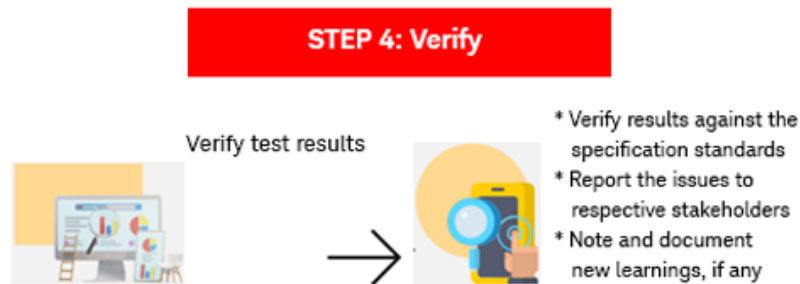 STEP 4: Verify
Verify test results
* Verify results against the
specification standards
* Report the issues to
respective stakeholders
* Note and document
new learnings, if any